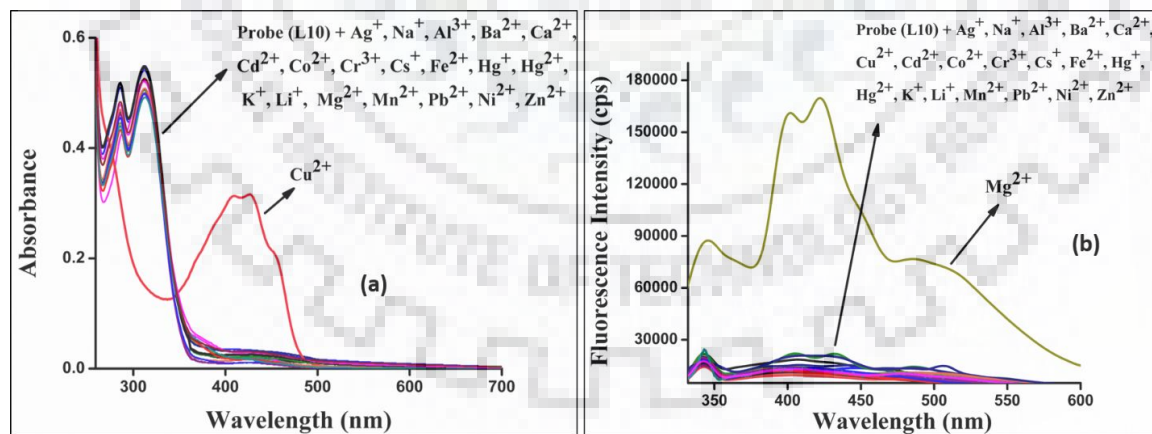 Probe (L10) + Ag⁺, Na⁺, Al³⁺, Ba²⁺, Ca²⁺,
Cd²⁺, Co²⁺, Cr³⁺, Cs⁺, Fe²⁺, Hg⁺, Hg²⁺,
K⁺, Li⁺, Mg²⁺, Mn²⁺, Pb²⁺, Ni²⁺, Zn²⁺
Cu²⁺
(a)
Absorbance
0.6
0.4
0.2
0.0
300 400 500 600 700
Wavelength (nm)
Probe (L10) + Ag⁺, Na⁺, Al³⁺, Ba²⁺, Ca²⁺,
Cu²⁺, Cd²⁺, Co²⁺, Cr³⁺, Cs⁺, Fe²⁺, Hg⁺,
Hg²⁺, K⁺, Li⁺, Mn²⁺, Pb²⁺, Ni²⁺, Zn²⁺
Mg²⁺
(b)
Fluorescence Intensity (cps)
180000
150000
120000
90000
60000
30000
350 400 450 500 550 600
Wavelength (nm)